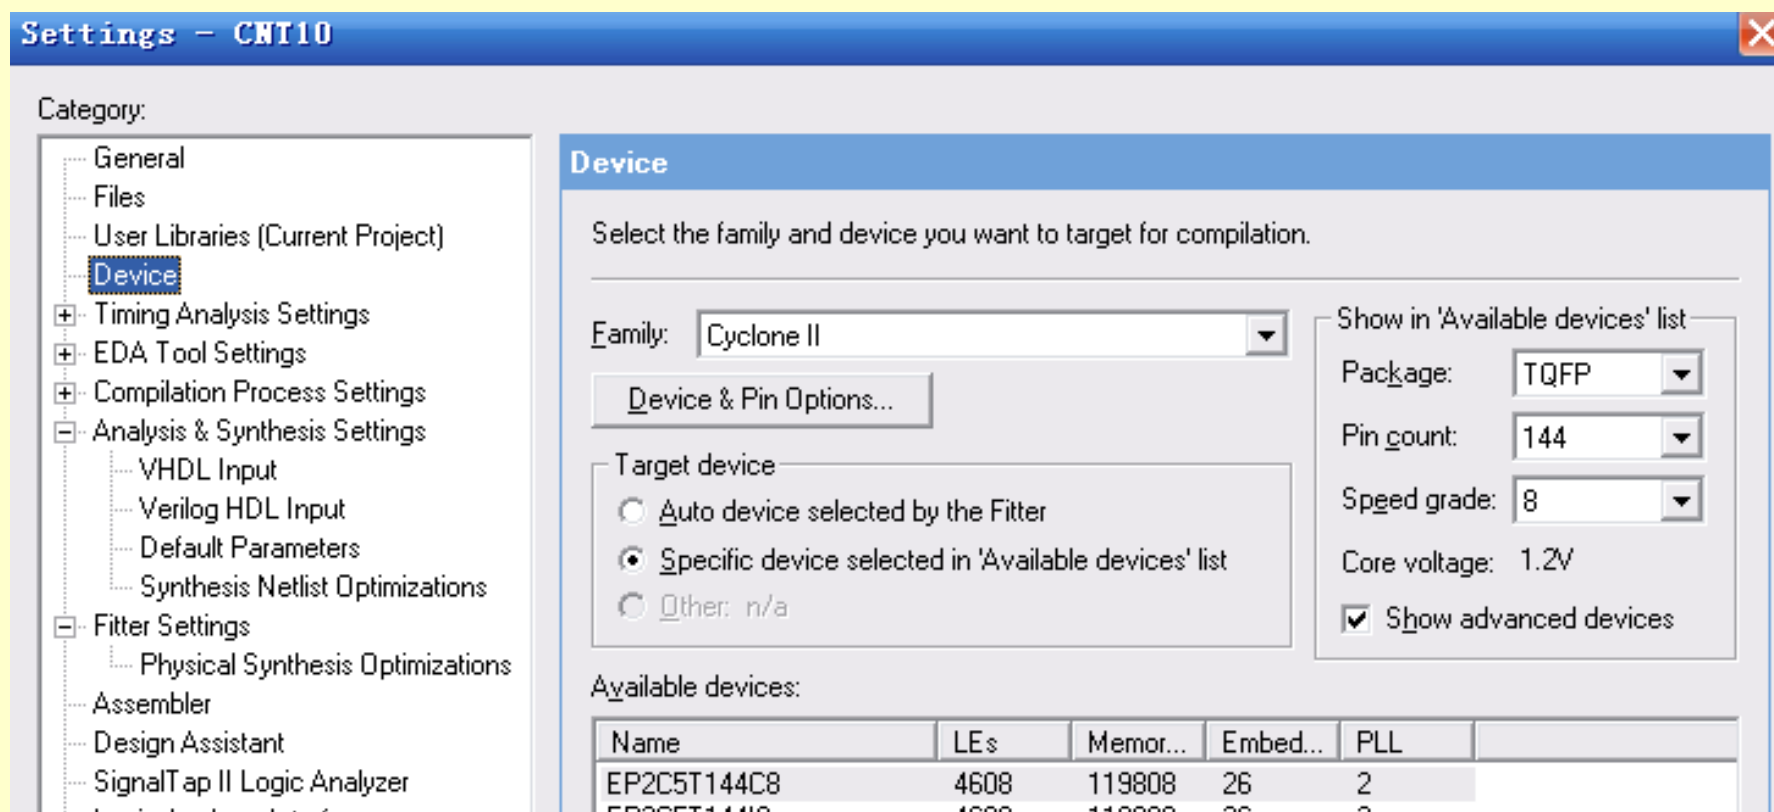 Settings - CNT10
Category:
General
Files
User Libraries (Current Project)
Device
Timing Analysis Settings
EDA Tool Settings
Compilation Process Settings
Analysis & Synthesis Settings
VHDL Input
Verilog HDL Input
Default Parameters
Synthesis Netlist Optimizations
Fitter Settings
Physical Synthesis Optimizations
Assembler
Design Assistant
SignalTap II Logic Analyzer
Device
Select the family and device you want to target for compilation.
Family: Cyclone II
Device & Pin Options...
Target device
Auto device selected by the Fitter
Specific device selected in 'Available devices' list
Other: n/a
Show in 'Available devices' list
Package: TQFP
Pin count: 144
Speed grade: 8
Core voltage: 1.2V
Show advanced devices
Available devices:
Name LEs Memor... Embed... PLL
EP2C5T144C8 4608 119808 26 2